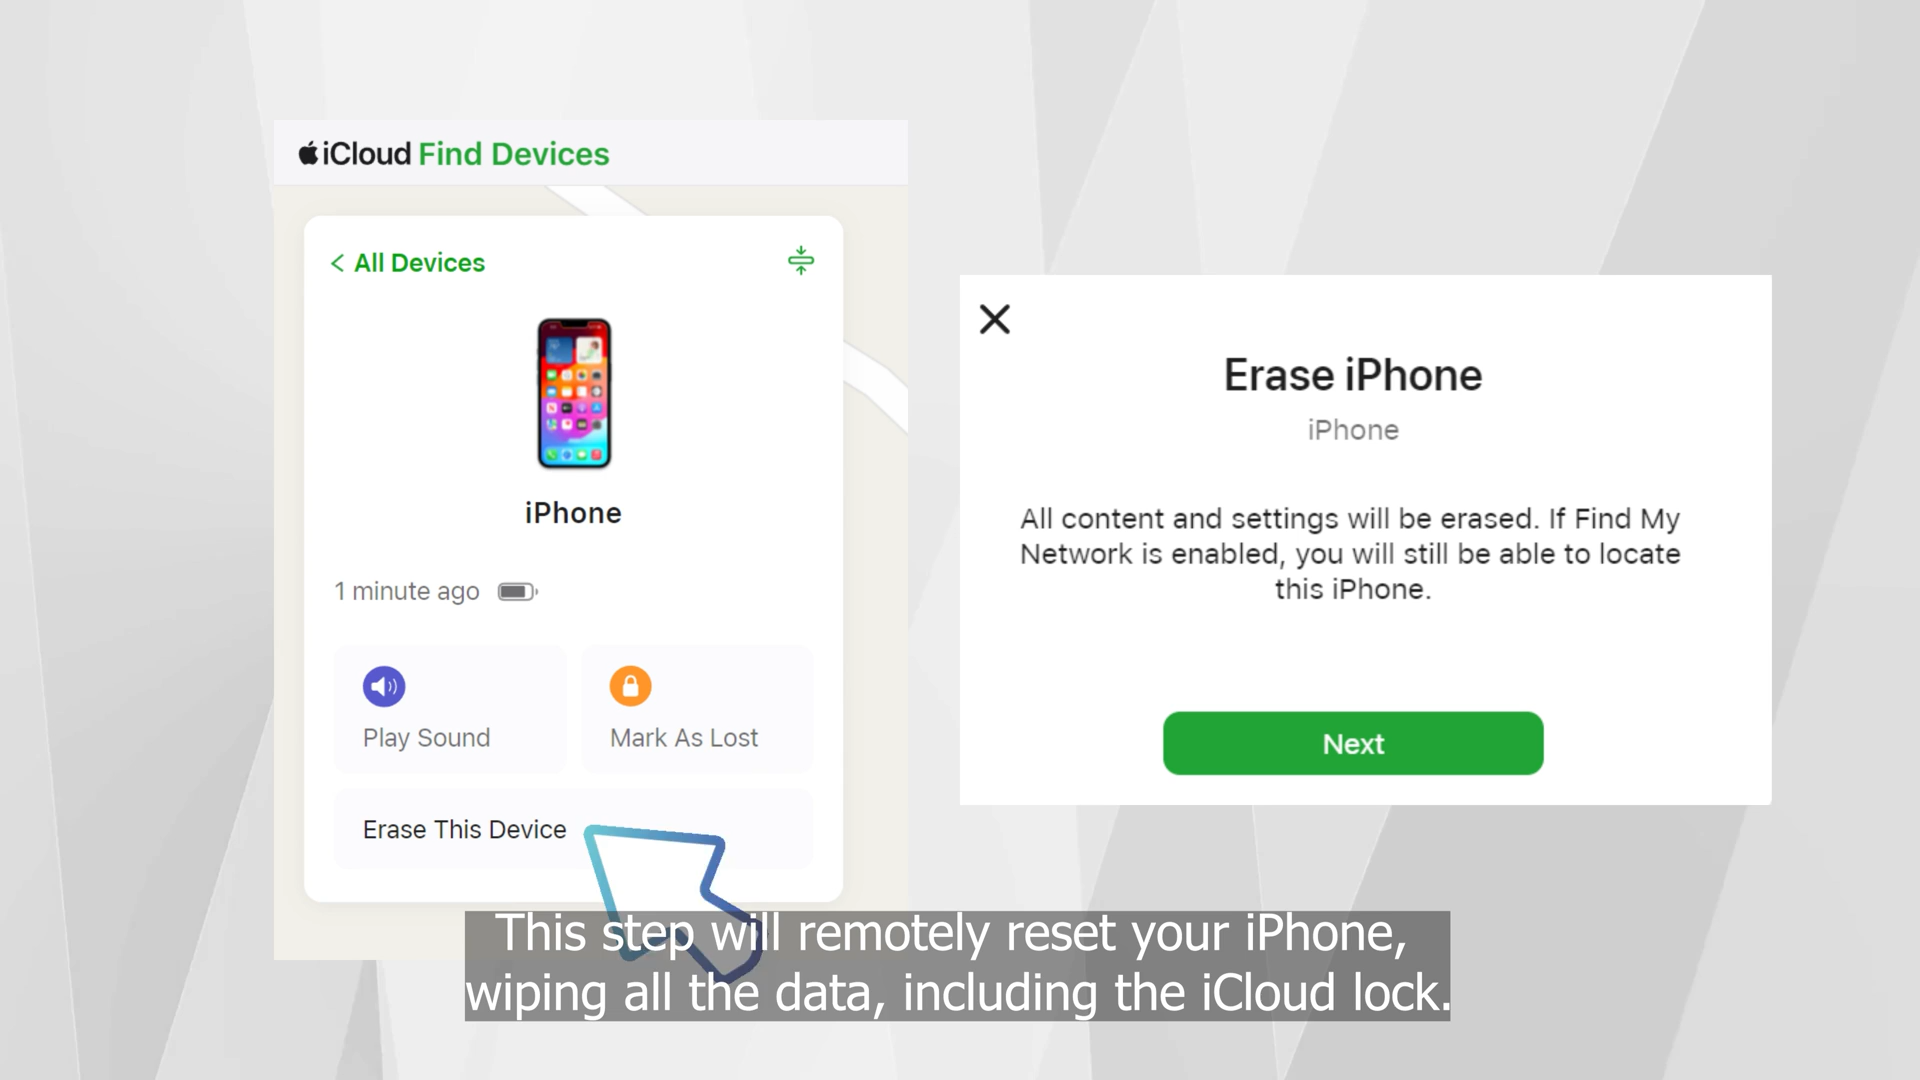 iCloud Find Devices
All Devices
iPhone
1 minute ago
Play Sound
Mark As Lost
Erase This Device
Erase iPhone
iPhone
All content and settings will be erased. If Find My
Network is enabled, you will still be able to locate
this iPhone.
Next
This step will remotely reset your iPhone,
wiping all the data, including the iCloud lock.